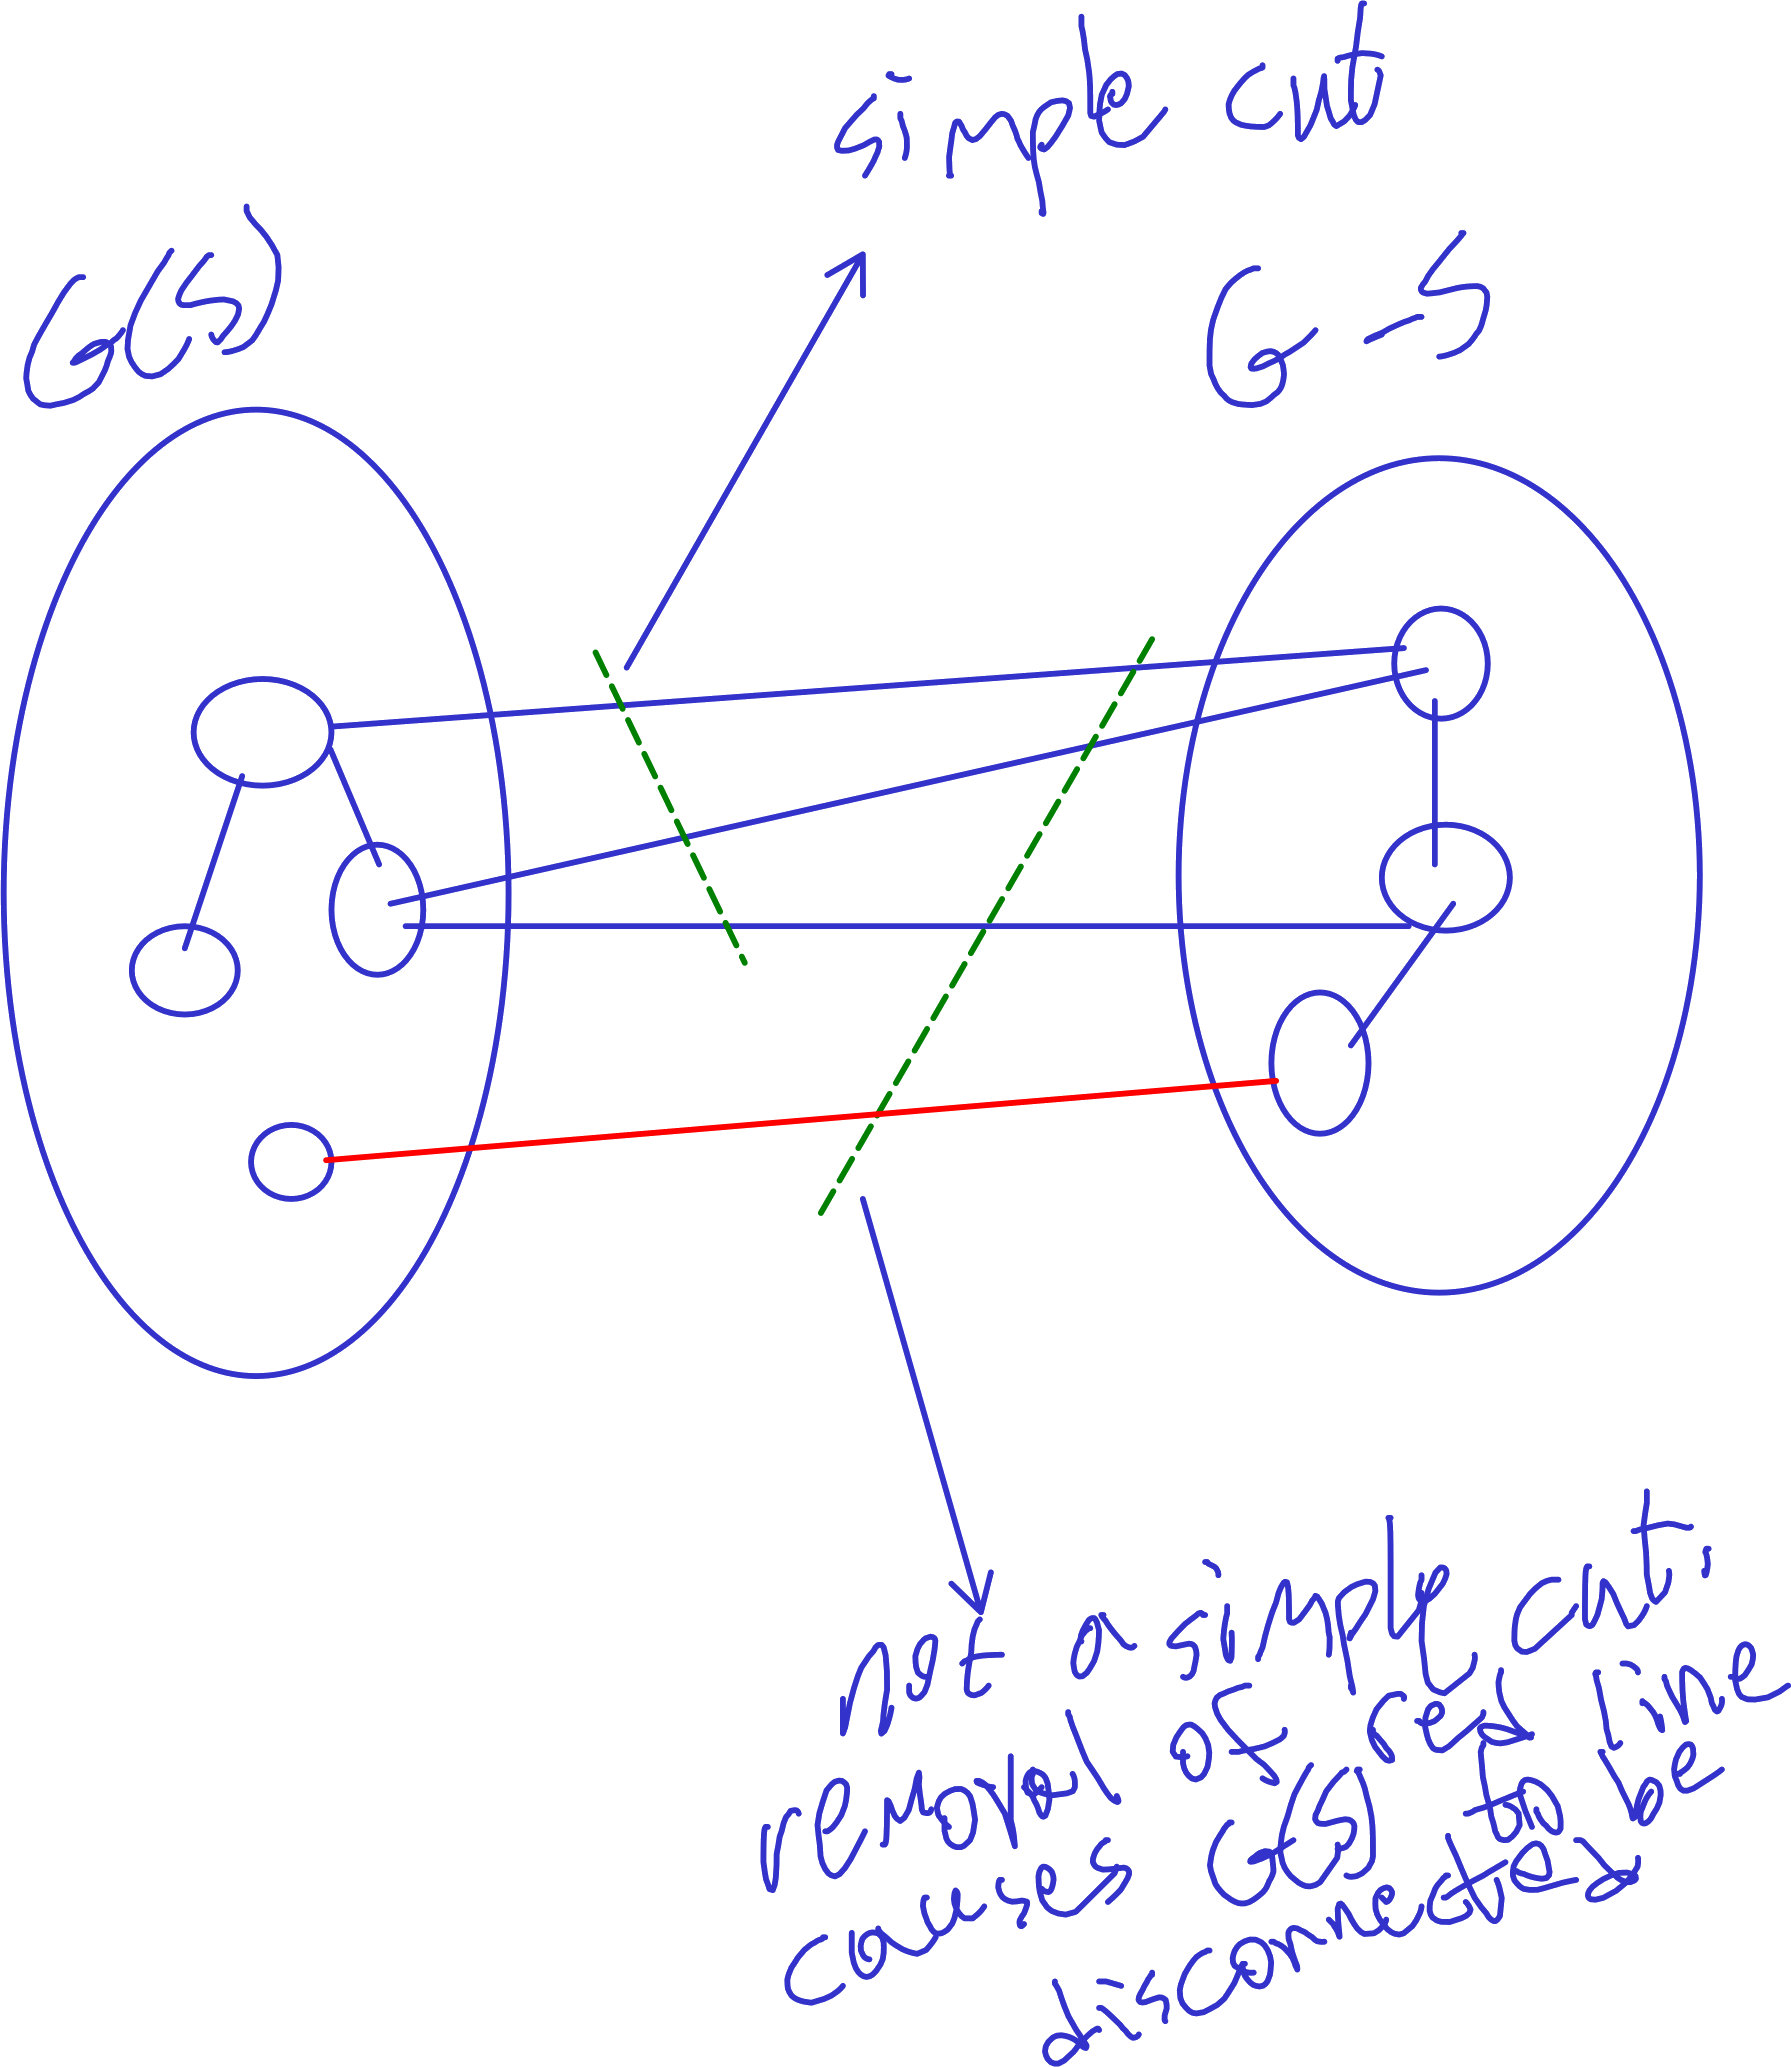 simple cut
G(S)
G-S
not a simple cut.
removal of red line
causes G(S) to be
disconnected